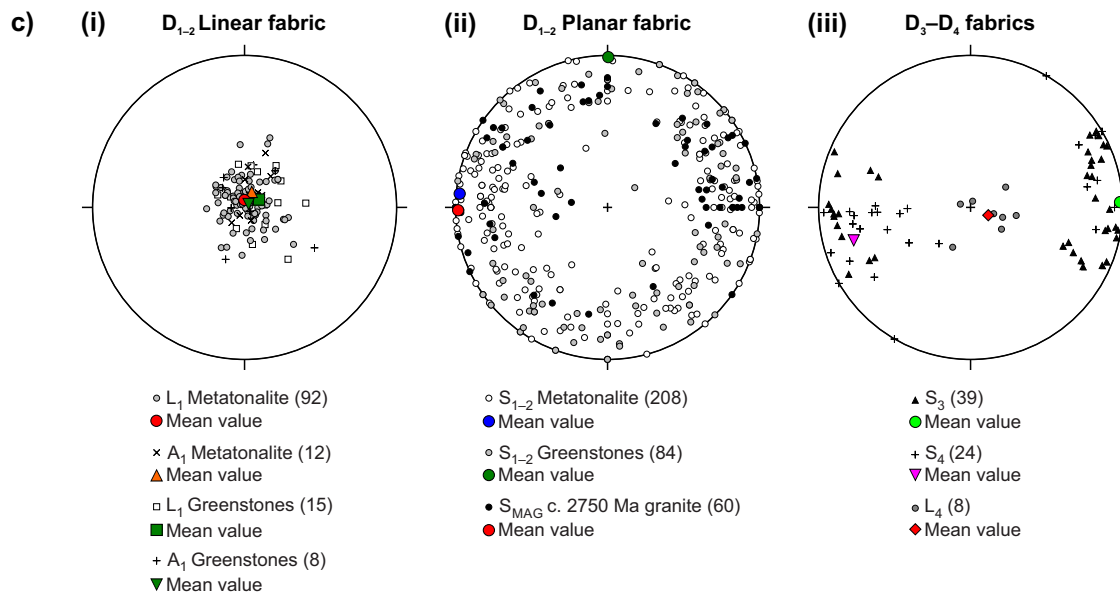 c)
(i)
D₁₋₂ Linear fabric
L₁ Metatonalite (92)
Mean value
A₁ Metatonalite (12)
Mean value
L₁ Greenstones (15)
Mean value
A₁ Greenstones (8)
Mean value
(ii)
D₁₋₂ Planar fabric
S₁₋₂ Metatonalite (208)
Mean value
S₁₋₂ Greenstones (84)
Mean value
S_MAG c. 2750 Ma granite (60)
Mean value
(iii)
D₃–D₄ fabrics
S₃ (39)
Mean value
S₄ (24)
Mean value
L₄ (8)
Mean value